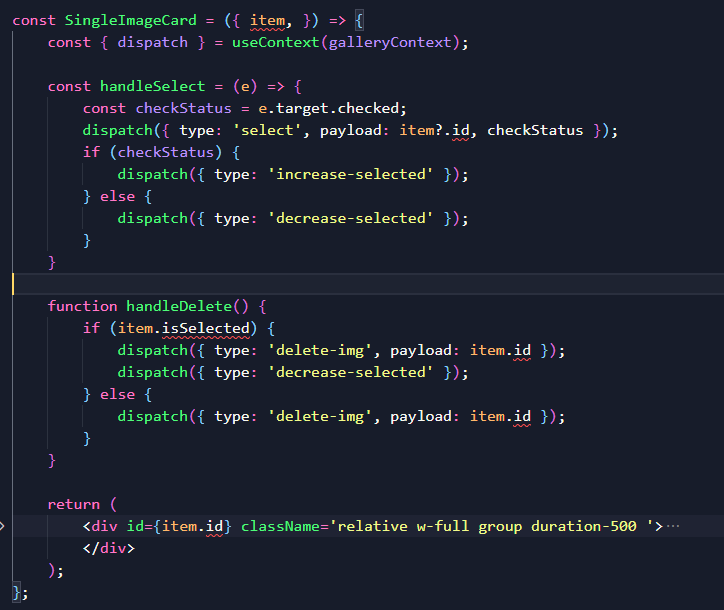 const SingleImageCard = ({ item, }) => {
    const { dispatch } = useContext(galleryContext);

    const handleSelect = (e) => {
        const checkStatus = e.target.checked;
        dispatch({ type: 'select', payload: item?.id, checkStatus });
        if (checkStatus) {
            dispatch({ type: 'increase-selected' });
        } else {
            dispatch({ type: 'decrease-selected' });
        }
    }

    function handleDelete() {
        if (item.isSelected) {
            dispatch({ type: 'delete-img', payload: item.id });
            dispatch({ type: 'decrease-selected' });
        } else {
            dispatch({ type: 'delete-img', payload: item.id });
        }
    }

    return (
        <div id={item.id} className='relative w-full group duration-500 '>···
        </div>
    );
};